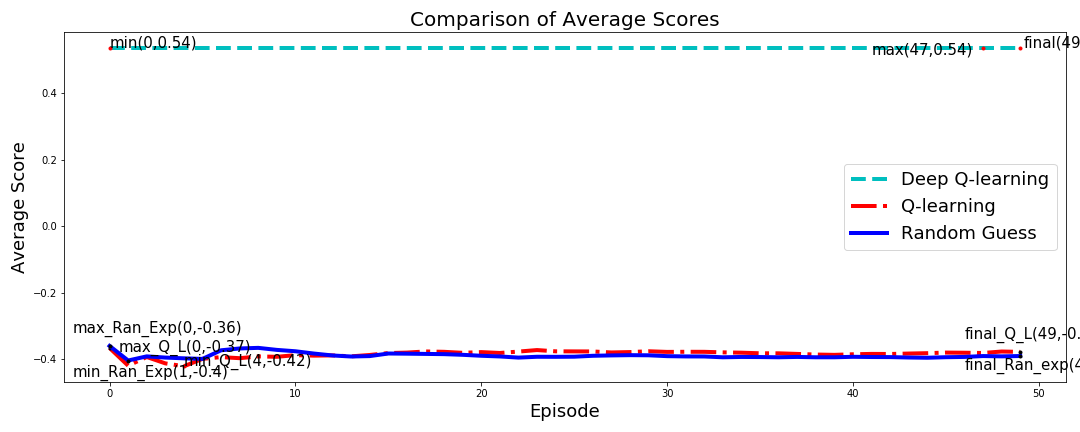 Comparison of Average Scores
min(0,0.54)
max(47,0.54)
final(49
0.4
0.2
0.0
−0.2
−0.4
Average Score
Deep Q-learning
Q-learning
Random Guess
max_Ran_Exp(0,-0.36)
max_Q_L(0,-0.37)
min_Q_L(4,-0.42)
min_Ran_Exp(1,-0.4)
final_Q_L(49,-0.
final_Ran_exp(4
0
10
20
30
40
50
Episode